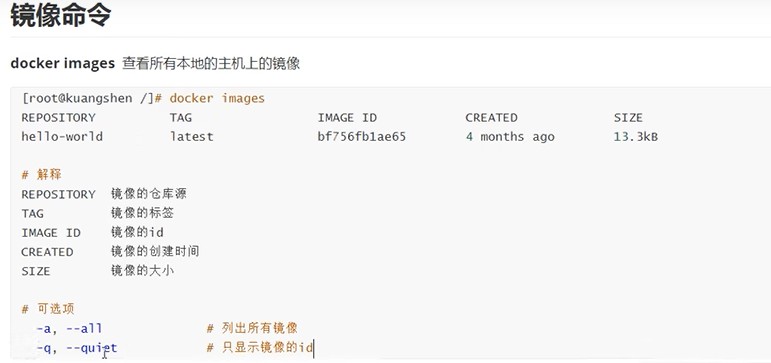 镜像命令
docker images 查看所有本地的主机上的镜像
[root@kuangshen /]# docker images
REPOSITORY TAG IMAGE ID CREATED SIZE
hello-world latest bf756fb1ae65 4 months ago 13.3kB
# 解释
REPOSITORY 镜像的仓库源
TAG 镜像的标签
IMAGE ID 镜像的id
CREATED 镜像的创建时间
SIZE 镜像的大小
# 可选项
-a, --all # 列出所有镜像
-q, --quiet # 只显示镜像的id